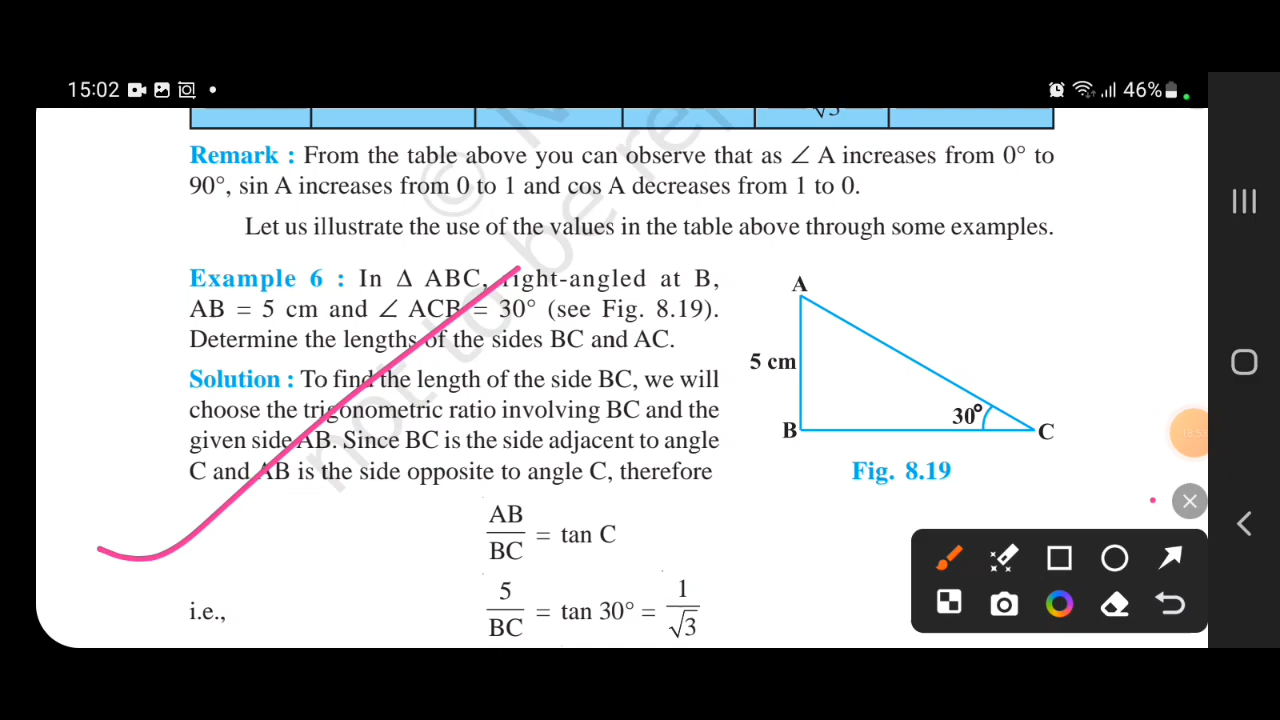 15:02
46%
√3
Remark : From the table above you can observe that as ∠ A increases from 0° to
90°, sin A increases from 0 to 1 and cos A decreases from 1 to 0.
Let us illustrate the use of the values in the table above through some examples.
Example 6 : In Δ ABC, right-angled at B,
AB = 5 cm and ∠ ACB = 30° (see Fig. 8.19).
Determine the lengths of the sides BC and AC.
Solution : To find the length of the side BC, we will
choose the trigonometric ratio involving BC and the
given side AB. Since BC is the side adjacent to angle
C and AB is the side opposite to angle C, therefore
AB
BC
= tan C
i.e.,
5
BC
= tan 30° =
1
√3
A
5 cm
B
30°
C
Fig. 8.19
not to be re
©